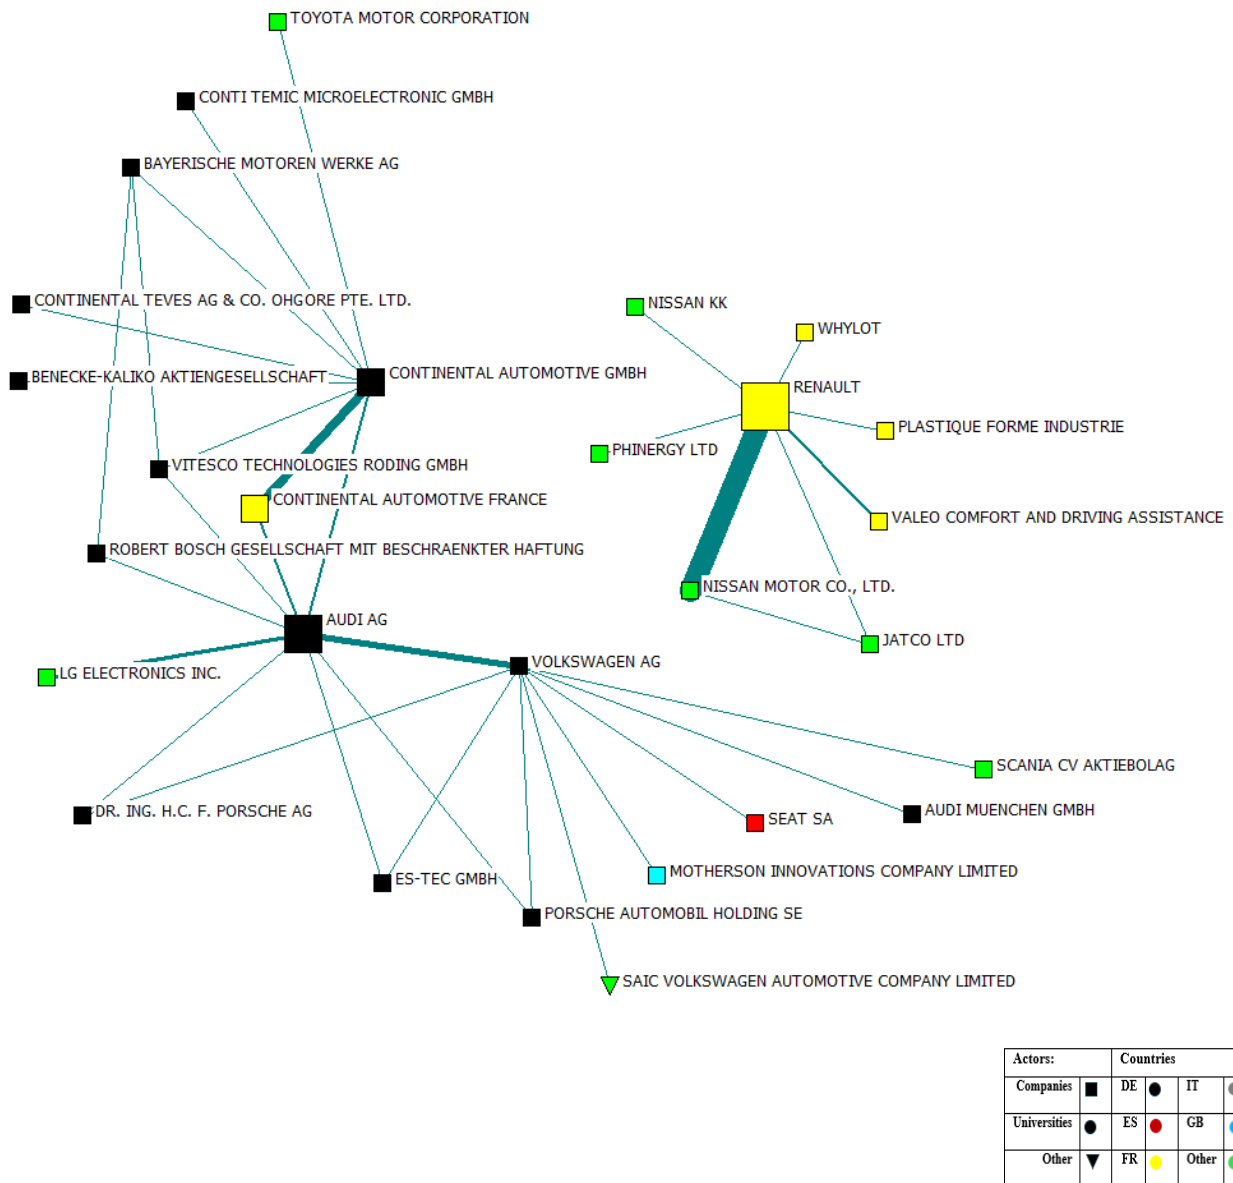 TOYOTA MOTOR CORPORATION
CONTI TEMIC MICROELECTRONIC GMBH
BAYERISCHE MOTOREN WERKE AG
CONTINENTAL TEVES AG & CO. OHGORE PTE. LTD.
NISSAN KK
WHYLOT
BENECKE-KALIKO AKTIENGESELLSCHAFT
CONTINENTAL AUTOMOTIVE GMBH
RENAULT
PLASTIQUE FORME INDUSTRIE
PHINERGY LTD
VITESCO TECHNOLOGIES RODING GMBH
CONTINENTAL AUTOMOTIVE FRANCE
VALEO COMFORT AND DRIVING ASSISTANCE
ROBERT BOSCH GESELLSCHAFT MIT BESCHRAENKTER HAFTUNG
NISSAN MOTOR CO., LTD.
AUDI AG
JATCO LTD
VOLKSWAGEN AG
LG ELECTRONICS INC.
SCANIA CV AKTIEBOLAG
DR. ING. H.C. F. PORSCHE AG
AUDI MUENCHEN GMBH
SEAT SA
MOTHERSON INNOVATIONS COMPANY LIMITED
ES-TEC GMBH
PORSCHE AUTOMOBIL HOLDING SE
SAIC VOLKSWAGEN AUTOMOTIVE COMPANY LIMITED
Actors: Countries
Companies DE IT
Universities ES GB
Other FR Other